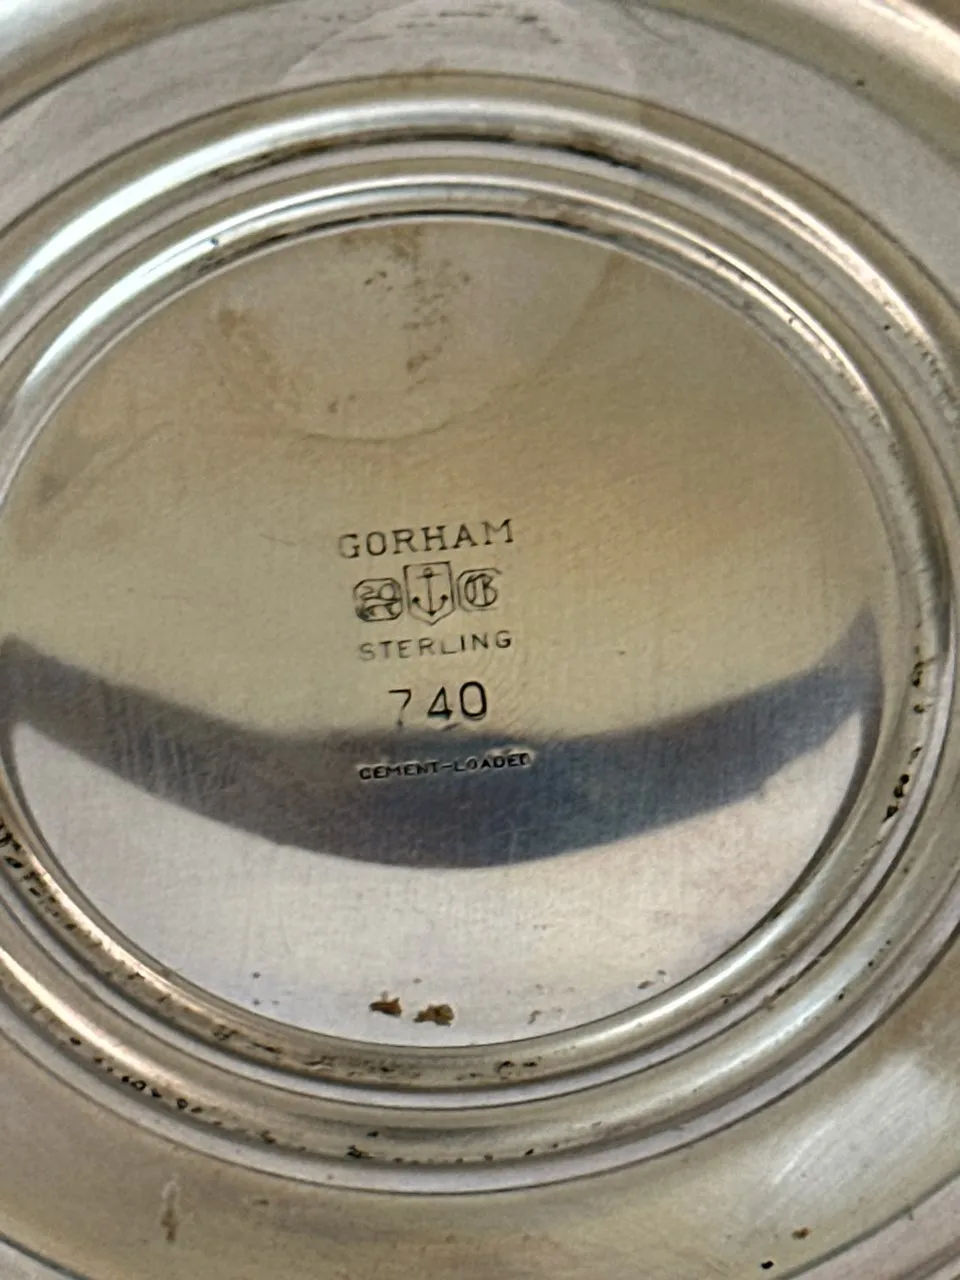 GORHAM
G
STERLING
740
CEMENT-LOADED